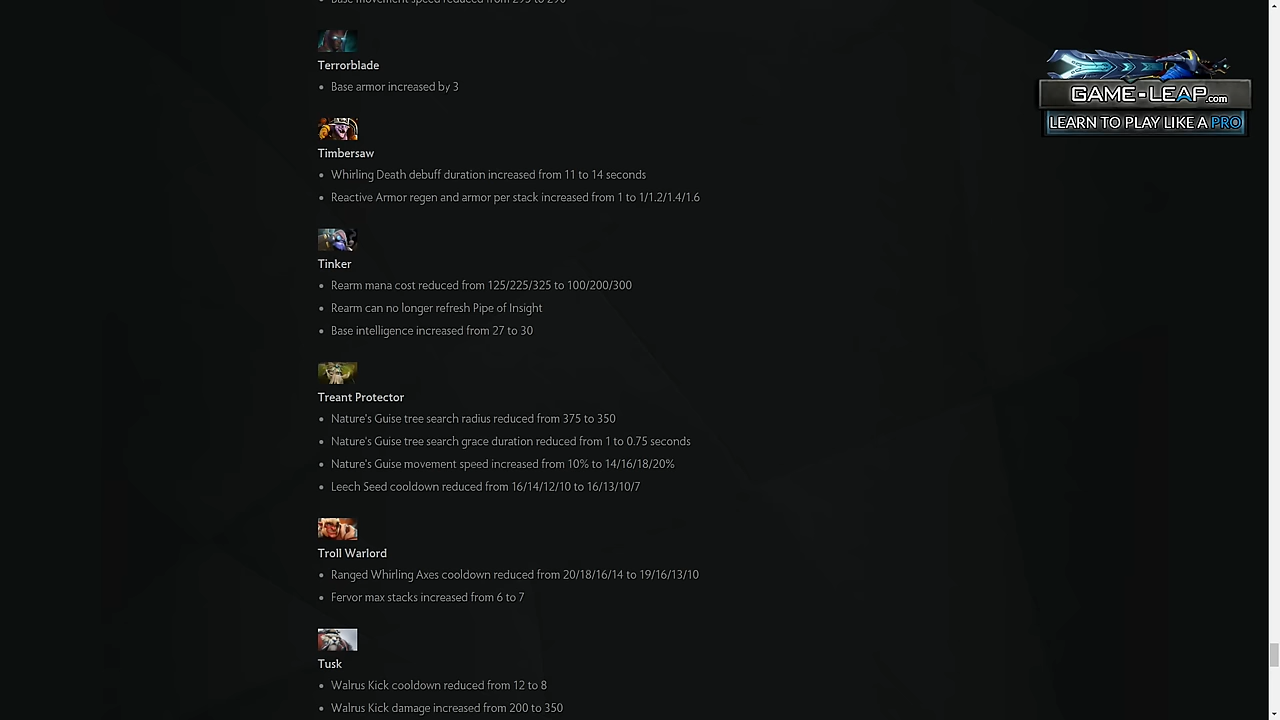 Base movement speed reduced from 295 to 290
Terrorblade
Base armor increased by 3
GAME-LEAP.com
LEARN TO PLAY LIKE A PRO
Timbersaw
Whirling Death debuff duration increased from 11 to 14 seconds
Reactive Armor regen and armor per stack increased from 1 to 1/1.2/1.4/1.6
Tinker
Rearm mana cost reduced from 125/225/325 to 100/200/300
Rearm can no longer refresh Pipe of Insight
Base intelligence increased from 27 to 30
Treant Protector
Nature's Guise tree search radius reduced from 375 to 350
Nature's Guise tree search grace duration reduced from 1 to 0.75 seconds
Nature's Guise movement speed increased from 10% to 14/16/18/20%
Leech Seed cooldown reduced from 16/14/12/10 to 16/13/10/7
Troll Warlord
Ranged Whirling Axes cooldown reduced from 20/18/16/14 to 19/16/13/10
Fervor max stacks increased from 6 to 7
Tusk
Walrus Kick cooldown reduced from 12 to 8
Walrus Kick damage increased from 200 to 350